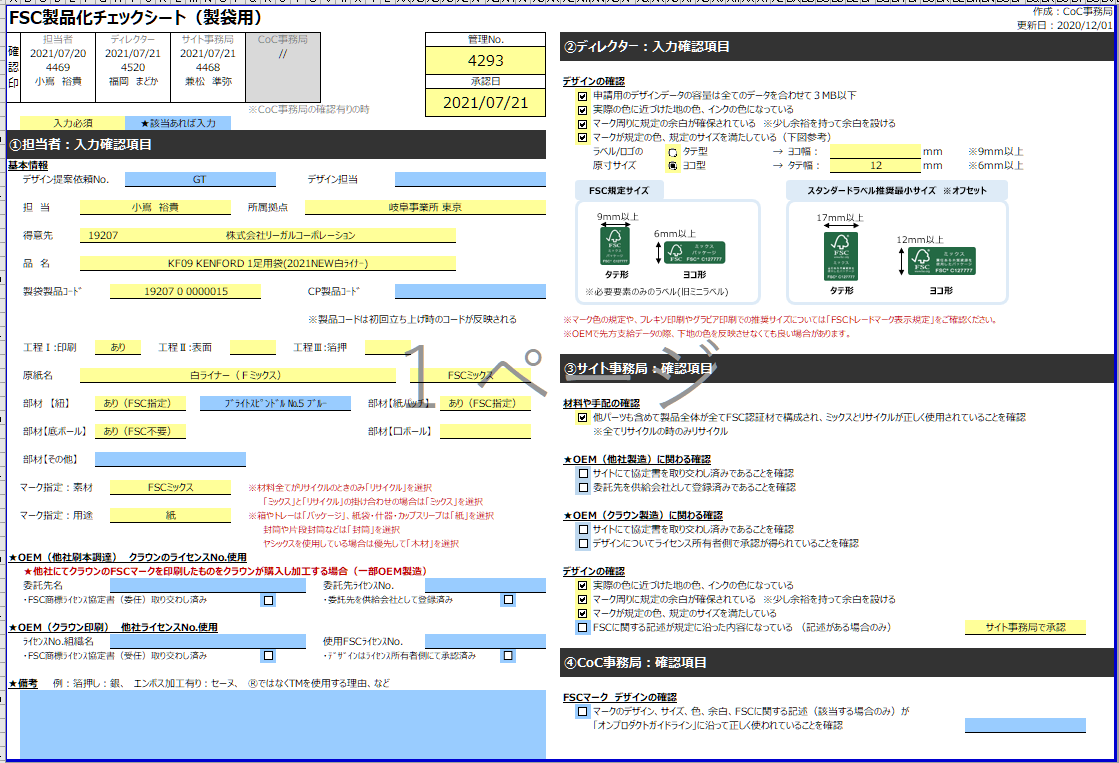 FSC製品化チェックシート（製袋用）
作成：CoC事務局
更新日：2020/12/01
確認印
担当者 ディレクター サイト事務局 CoC事務局
2021/07/20 2021/07/21 2021/07/21 //
4469 4520 4468
小嶌 裕貴 福岡 まどか 兼松 準弥
管理No.
4293
承認日
2021/07/21
※CoC事務局の確認有りの時
入力必須 ★該当あれば入力
①担当者：入力確認項目
基本情報
デザイン提案依頼No. GT デザイン担当
担 当 小嶌 裕貴 所属拠点 岐阜事業所 東京
得意先 19207 株式会社リーガルコーポレーション
品 名 KF09 KENFORD 1足用袋(2021NEW白ﾗｲﾅｰ)
製袋製品ｺｰﾄﾞ 19207 0 0000015 CP製品ｺｰﾄﾞ
※製品コードは初回立ち上げ時のコードが反映される
工程Ⅰ：印刷 あり 工程Ⅱ：表面 工程Ⅲ：箔押
原紙名 白ライナー（Ｆミックス） FSCミックス
部材 【紐】 あり（FSC指定） ﾌﾞﾗｲﾄｽﾋﾟﾝﾄﾞﾙ No.5 ﾌﾞﾙｰ 部材【紙パッチ】 あり（FSC指定）
部材【底ボール】 あり（FSC不要） 部材【口ボール】
部材【その他】
マーク指定：素材 FSCミックス ※材料全てがリサイクルのときのみ「リサイクル」を選択
「ミックス」と「リサイクル」の掛け合わせの場合は「ミックス」を選択
マーク指定：用途 紙 ※箱やトレーは「パッケージ」、紙袋・什器・カップスリーブは「紙」を選択
封筒や片段封筒などは「封筒」を選択
ヤシックスを使用している場合は優先して「木材」を選択
★OEM（他社刷本調達） クラウンのライセンスNo.使用
★他社にてクラウンのFSCマークを印刷したものをクラウンが購入し加工する場合（一部OEM製造）
委託先名 委託先ﾗｲｾﾝｽNo.
・FSC商標ﾗｲｾﾝｽ協定書（委任）取り交わし済み ・委託先を供給会社として登録済み
★OEM（クラウン印刷） 他社ライセンスNo.使用
ﾗｲｾﾝｽNo.組織名 使用FSCﾗｲｾﾝｽNo.
・FSC商標ﾗｲｾﾝｽ協定書（受任）取り交わし済み ・ﾃﾞｻﾞｲﾝはﾗｲｾﾝｽ所有者側にて承認済み
★備考 例：箔押し：銀、 エンボス加工有り：セーヌ、 ®ではなくTMを使用する理由、など
②ディレクター：入力確認項目
デザインの確認
申請用のデザインデータの容量は全てのデータを合わせて３MB以下
実際の色に近づけた地の色、インクの色になっている
マーク周りに規定の余白が確保されている ※少し余裕を持って余白を設ける
マークが規定の色、規定のサイズを満たしている（下図参考）
ラベル/ロゴの タテ型 → ヨコ幅： mm ※9mm以上
原寸サイズ ヨコ型 → タテ幅： 12 mm ※6mm以上
FSC規定サイズ
9mm以上
6mm以上
タテ形 ヨコ形
※必要要素のみのラベル(旧ミニラベル)
スタンダードラベル推奨最小サイズ ※オフセット
17mm以上
12mm以上
タテ形 ヨコ形
※マーク色の規定や、フレキソ印刷やグラビア印刷での推奨サイズについては「FSCトレードマーク表示規定」をご確認ください。
※OEMで先方支給データの際、下地の色を反映させなくても良い場合があります。
1 ページ
③サイト事務局：確認項目
材料や手配の確認
他パーツも含めて製品全体が全てFSC認証材で構成され、ミックスとリサイクルが正しく使用されていることを確認
※全てリサイクルの時のみリサイクル
★OEM（他社製造）に関わる確認
サイトにて協定書を取り交わし済みであることを確認
委託先を供給会社として登録済みであることを確認
★OEM（クラウン製造）に関わる確認
サイトにて協定書を取り交わし済みであることを確認
デザインについてライセンス所有者側で承認が得られていることを確認
デザインの確認
実際の色に近づけた地の色、インクの色になっている
マーク周りに規定の余白が確保されている ※少し余裕を持って余白を設ける
マークが規定の色、規定のサイズを満たしている
FSCに関する記述が規定に沿った内容になっている （記述がある場合のみ） サイト事務局で承認
④CoC事務局：確認項目
FSCマーク デザインの確認
マークのデザイン、サイズ、色、余白、FSCに関する記述（該当する場合のみ）が
「オンプロダクトガイドライン」に沿って正しく使われていることを確認